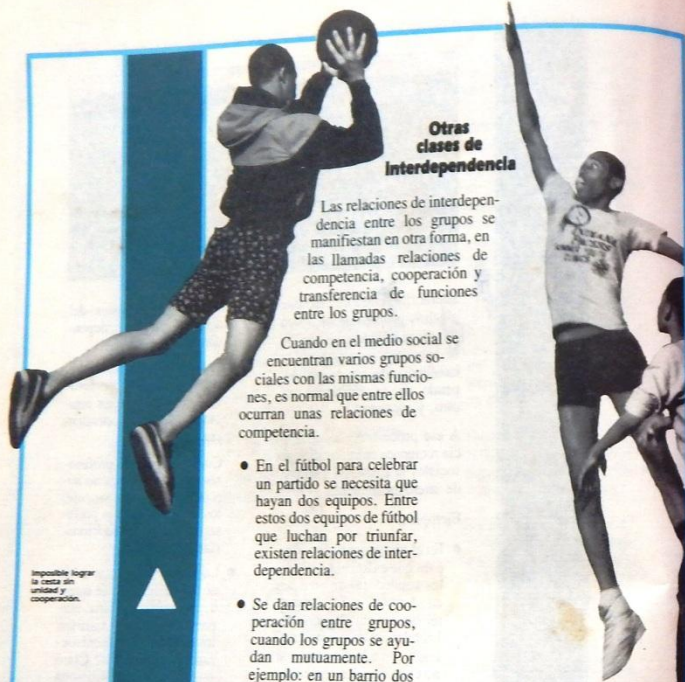 Otras
clases de
Interdependencia
Las relaciones de interdepen-
dencia entre los grupos se
manifiestan en otra forma, en
las llamadas relaciones de
competencia, cooperación y
transferencia de funciones
entre los grupos.
Cuando en el medio social se
encuentran varios grupos so-
ciales con las mismas funcio-
nes, es normal que entre ellos
ocurran unas relaciones de
competencia.
● En el fútbol para celebrar
un partido se necesita que
hayan dos equipos. Entre
estos dos equipos de fútbol
que luchan por triunfar,
existen relaciones de inter-
dependencia.
● Se dan relaciones de coo-
peración entre grupos,
cuando los grupos se ayu-
dan mutuamente. Por
ejemplo: en un barrio dos
Imposible lograr
la cesta sin
unidad y
cooperación.